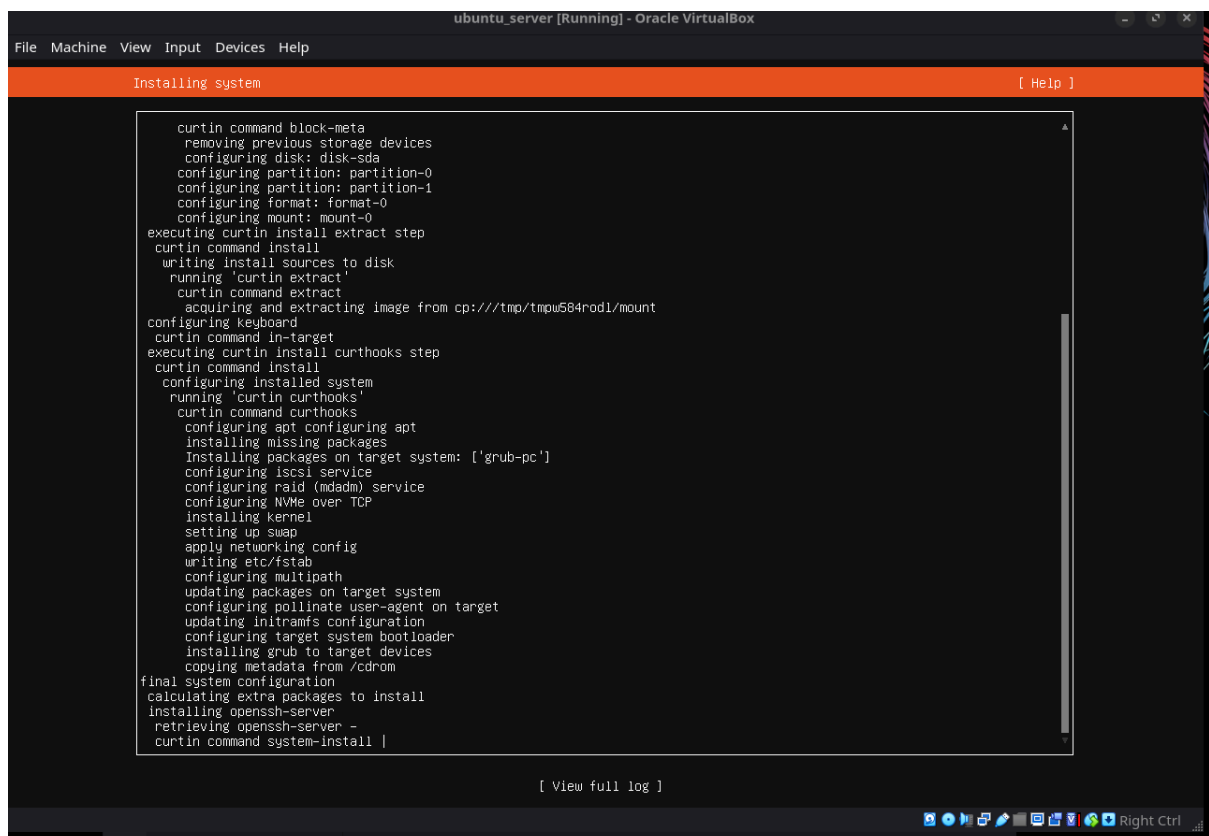 ubuntu_server [Running] - Oracle VirtualBox
File Machine View Input Devices Help
Installing system [ Help ]
curtin command block-meta
removing previous storage devices
configuring disk: disk-sda
configuring partition: partition-0
configuring partition: partition-1
configuring format: format-0
configuring mount: mount-0
executing curtin install extract step
curtin command install
writing install sources to disk
running 'curtin extract'
curtin command extract
acquiring and extracting image from cp:///tmp/tmpw584rodl/mount
configuring keyboard
curtin command in-target
executing curtin install curthooks step
curtin command install
configuring installed system
running 'curtin curthooks'
curtin command curthooks
configuring apt configuring apt
installing missing packages
Installing packages on target system: ['grub-pc']
configuring iscsi service
configuring raid (mdadm) service
configuring NVMe over TCP
installing kernel
setting up swap
apply networking config
writing etc/fstab
configuring multipath
updating packages on target system
configuring pollinate user-agent on target
updating initramfs configuration
configuring target system bootloader
installing grub to target devices
copying metadata from /cdrom
final system configuration
calculating extra packages to install
installing openssh-server
retrieving openssh-server -
curtin command system-install |
[ View full log ]
Right Ctrl